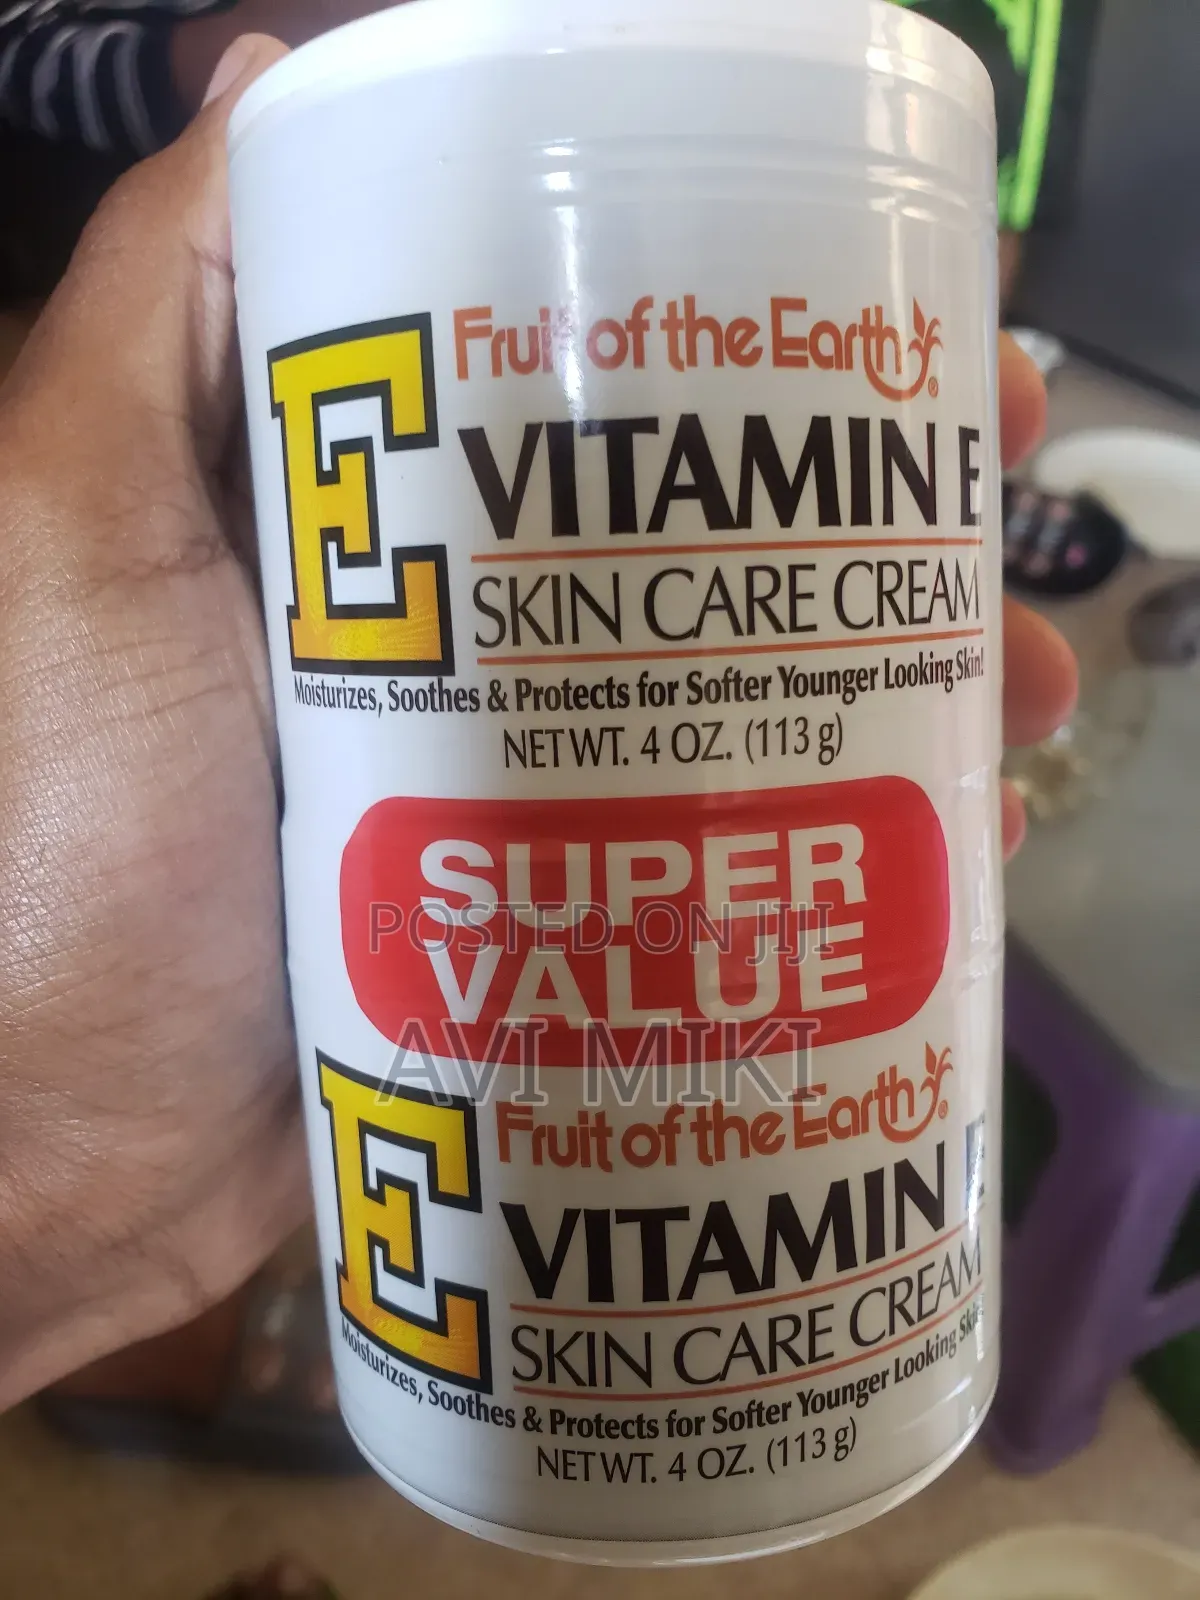 E
Fruit of the Earth®
VITAMIN E
SKIN CARE CREAM
Moisturizes, Soothes & Protects for Softer Younger Looking Skin!
NET WT. 4 OZ. (113 g)
SUPER
POSTED ON JIJI
VALUE
AVI MIKI
E
Fruit of the Earth®
VITAMIN E
SKIN CARE CREAM
Moisturizes, Soothes & Protects for Softer Younger Looking Skin!
NET WT. 4 OZ. (113 g)